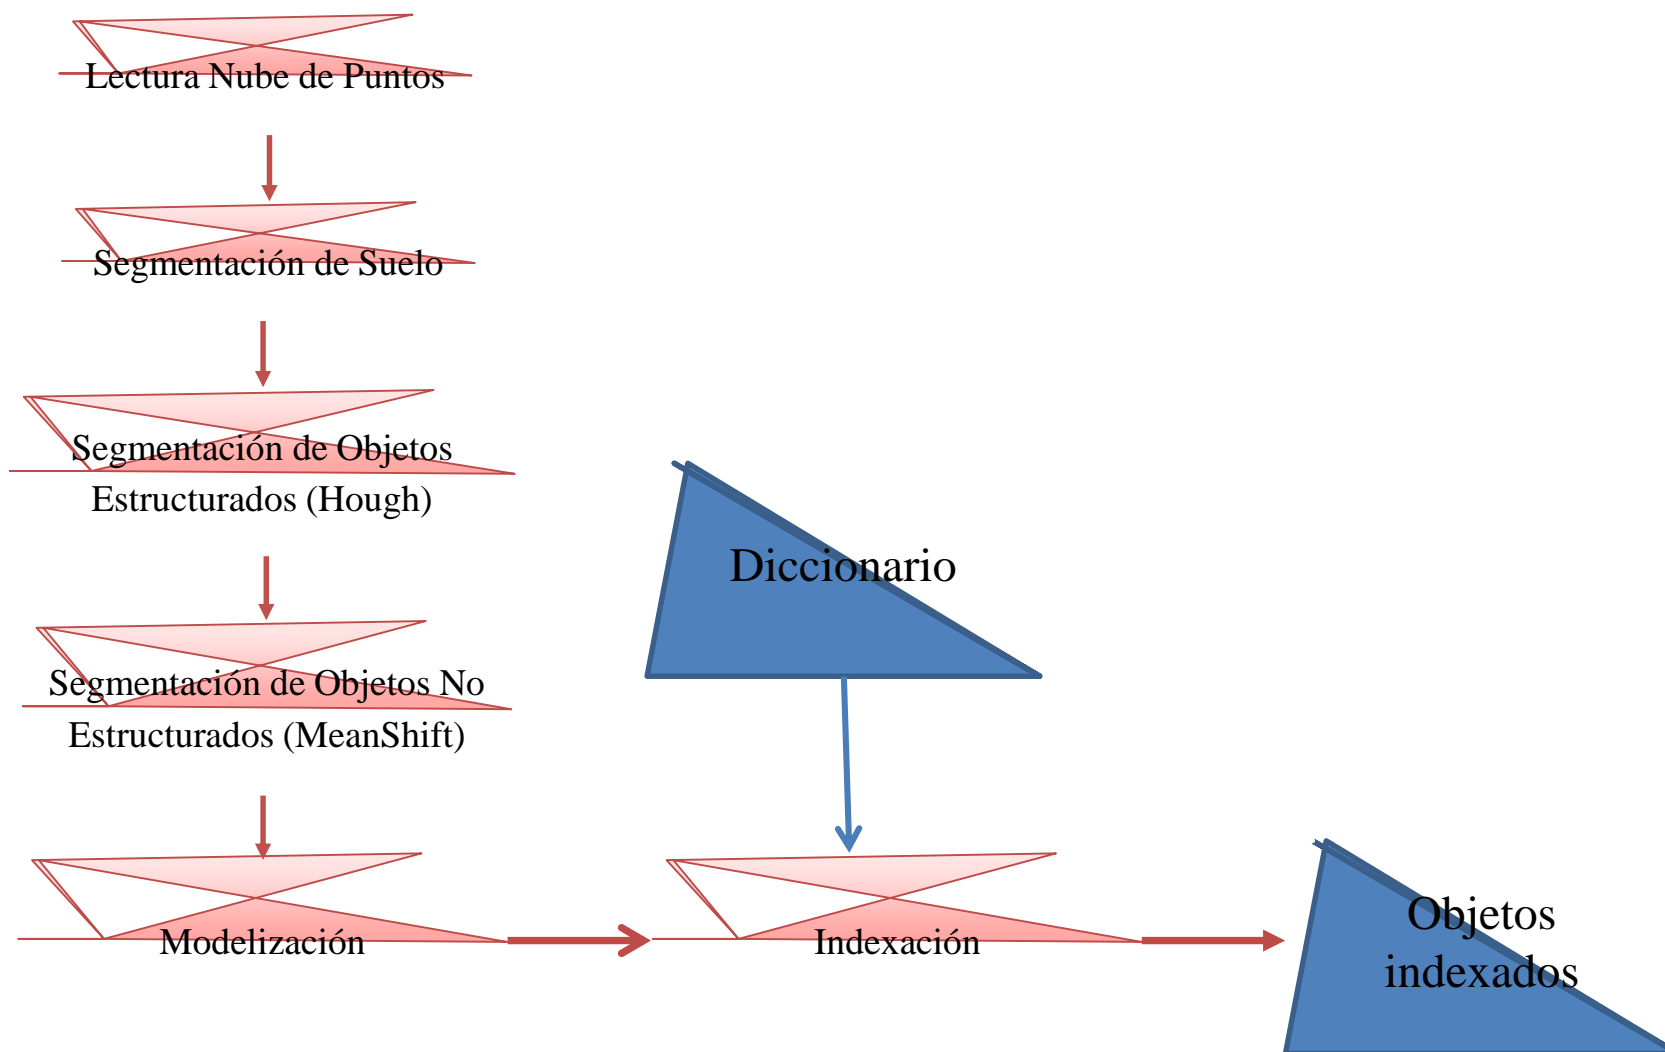 Lectura Nube de Puntos
Segmentación de Suelo
Segmentación de Objetos
Estructurados (Hough)
Segmentación de Objetos No
Estructurados (MeanShift)
Modelización
Diccionario
Indexación
Objetos
indexados